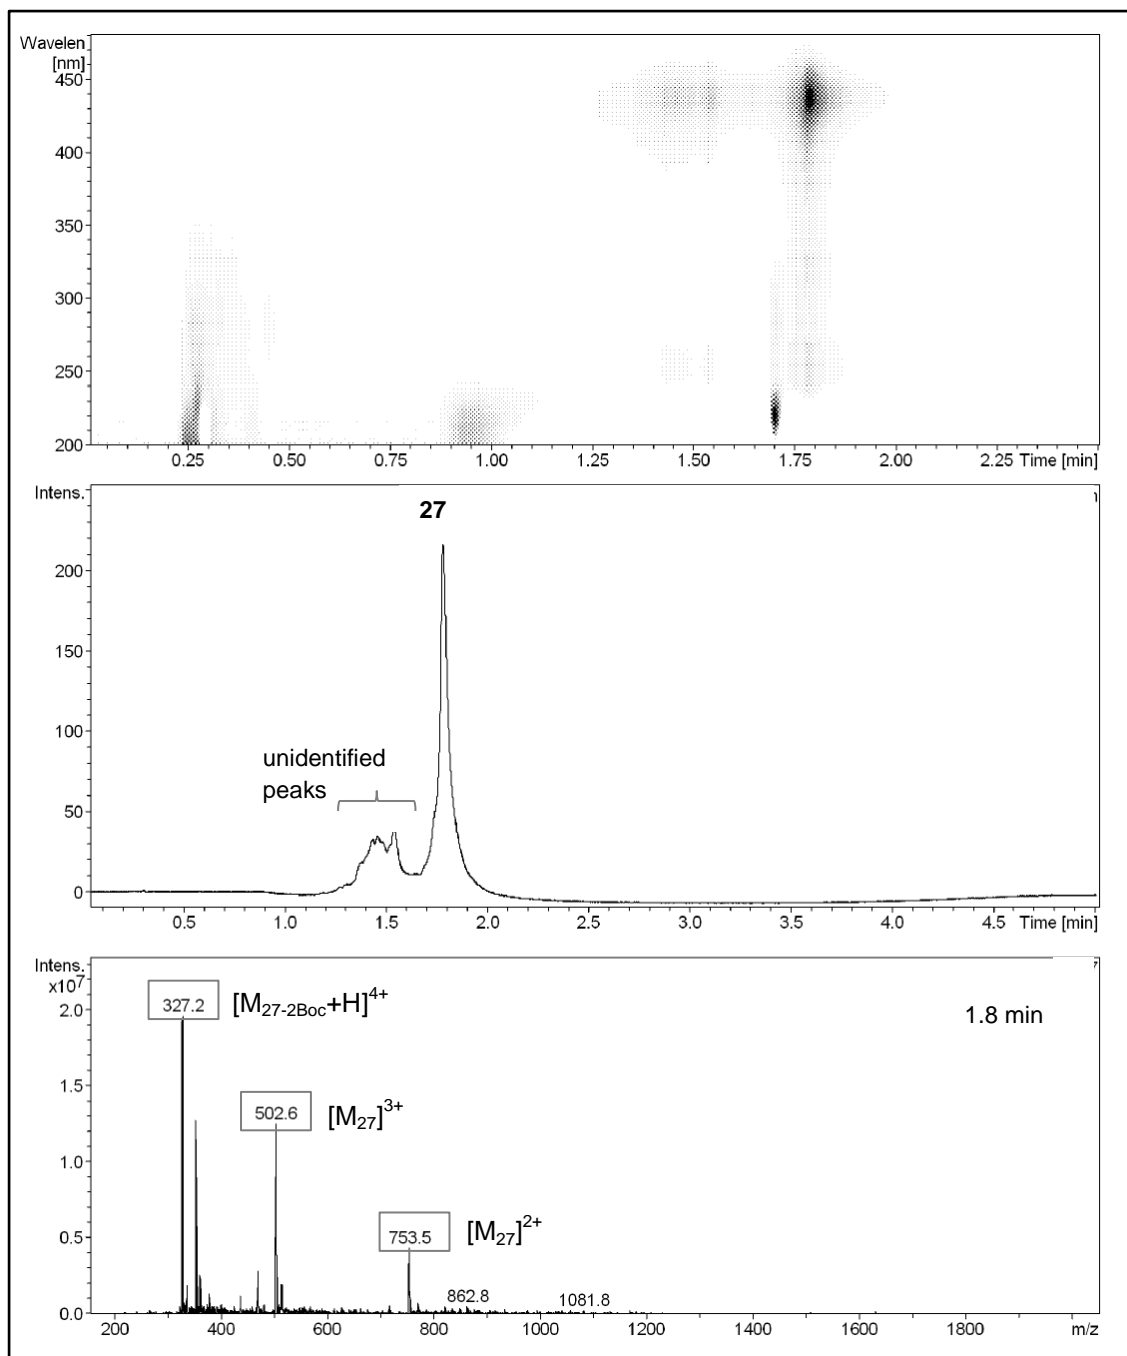 Wavelen
[nm]
450
400
350
300
250
200
0.25 0.50 0.75 1.00 1.25 1.50 1.75 2.00 2.25 Time [min]
Intens.
27
200
150
100
50
0
unidentified
peaks
0.5 1.0 1.5 2.0 2.5 3.0 3.5 4.0 4.5 Time [min]
Intens.
x10⁷
2.0
1.5
1.0
0.5
0.0
327.2 [M₂₇₋₂Boc+H]⁴⁺
1.8 min
502.6 [M₂₇]³⁺
753.5 [M₂₇]²⁺
862.8 1081.8
200 400 600 800 1000 1200 1400 1600 1800 m/z